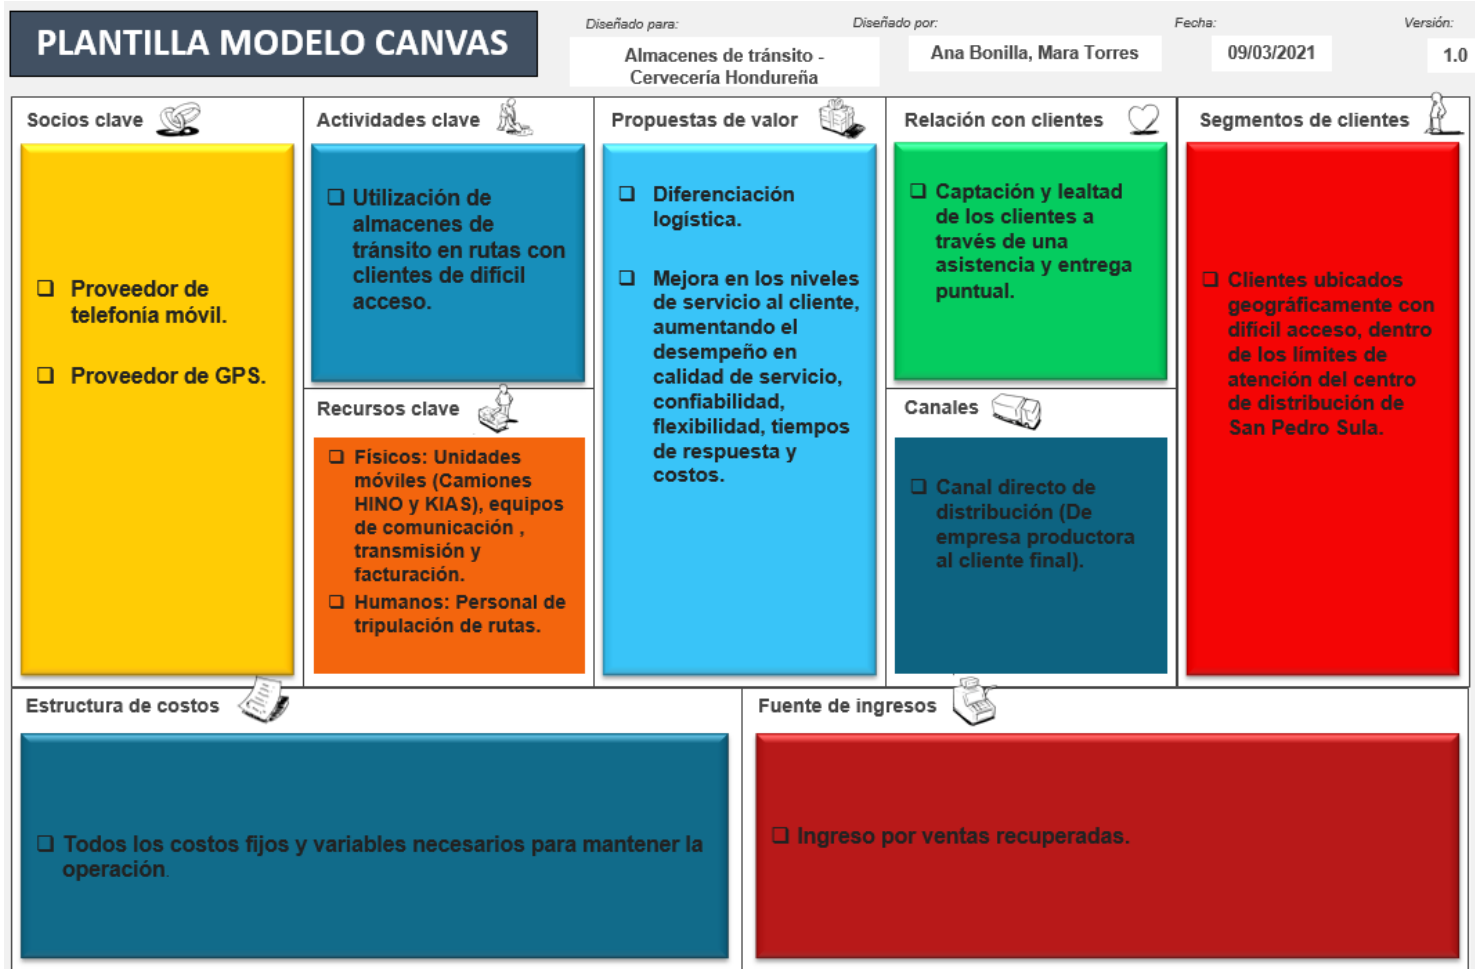 PLANTILLA MODELO CANVAS
Diseñado para:
Almacenes de tránsito -
Cervecería Hondureña
Diseñado por:
Ana Bonilla, Mara Torres
Fecha:
09/03/2021
Versión:
1.0
Socios clave
Proveedor de
telefonía móvil.
Proveedor de GPS.
Actividades clave
Utilización de
almacenes de
tránsito en rutas con
clientes de difícil
acceso.
Recursos clave
Físicos: Unidades
móviles (Camiones
HINO y KIAS), equipos
de comunicación ,
transmisión y
facturación.
Humanos: Personal de
tripulación de rutas.
Propuestas de valor
Diferenciación
logística.
Mejora en los niveles
de servicio al cliente,
aumentando el
desempeño en
calidad de servicio,
confiabilidad,
flexibilidad, tiempos
de respuesta y
costos.
Relación con clientes
Captación y lealtad
de los clientes a
través de una
asistencia y entrega
puntual.
Canales
Canal directo de
distribución (De
empresa productora
al cliente final).
Segmentos de clientes
Clientes ubicados
geográficamente con
difícil acceso, dentro
de los límites de
atención del centro
de distribución de
San Pedro Sula.
Estructura de costos
Todos los costos fijos y variables necesarios para mantener la
operación.
Fuente de ingresos
Ingreso por ventas recuperadas.